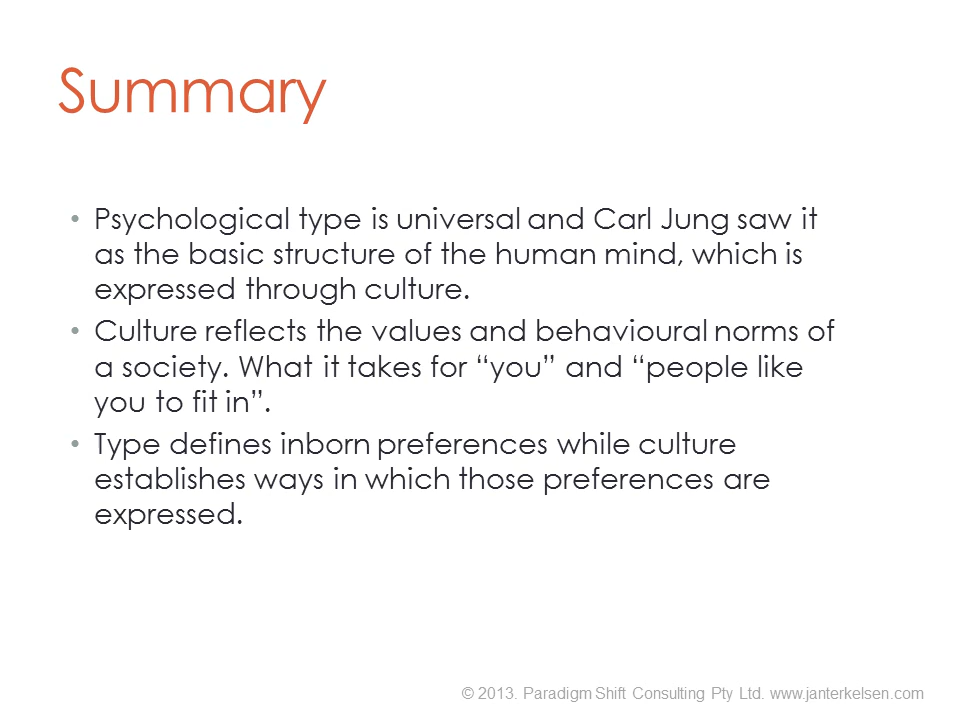 Summary
• Psychological type is universal and Carl Jung saw it
as the basic structure of the human mind, which is
expressed through culture.
• Culture reflects the values and behavioural norms of
a society. What it takes for “you” and “people like
you to fit in”.
• Type defines inborn preferences while culture
establishes ways in which those preferences are
expressed.
© 2013. Paradigm Shift Consulting Pty Ltd. www.janterkelsen.com